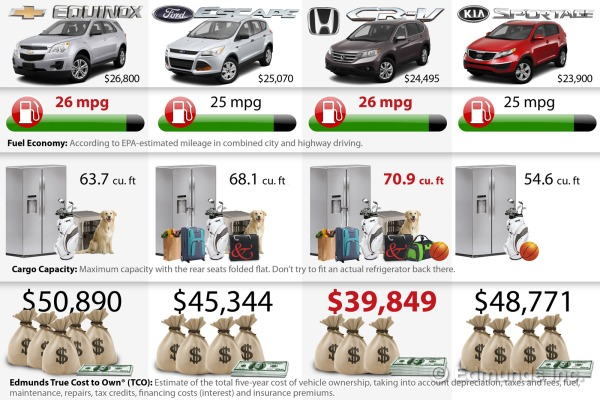 EQUINOX
Ford ESCAPE
CR-V
KIA SPORTAGE
$26,800
$25,070
$24,495
$23,900
26 mpg
25 mpg
26 mpg
25 mpg
Fuel Economy: According to EPA-estimated mileage in combined city and highway driving.
63.7 cu. ft
68.1 cu. ft
70.9 cu. ft
54.6 cu. ft
Cargo Capacity: Maximum capacity with the rear seats folded flat. Don't try to fit an actual refrigerator back there.
$50,890
$45,344
$39,849
$48,771
© Edmunds Inc.
Edmunds True Cost to Own® (TCO): Estimate of the total five-year cost of vehicle ownership, taking into account depreciation, taxes and fees, fuel,
maintenance, repairs, tax credits, financing costs (interest) and insurance premiums.